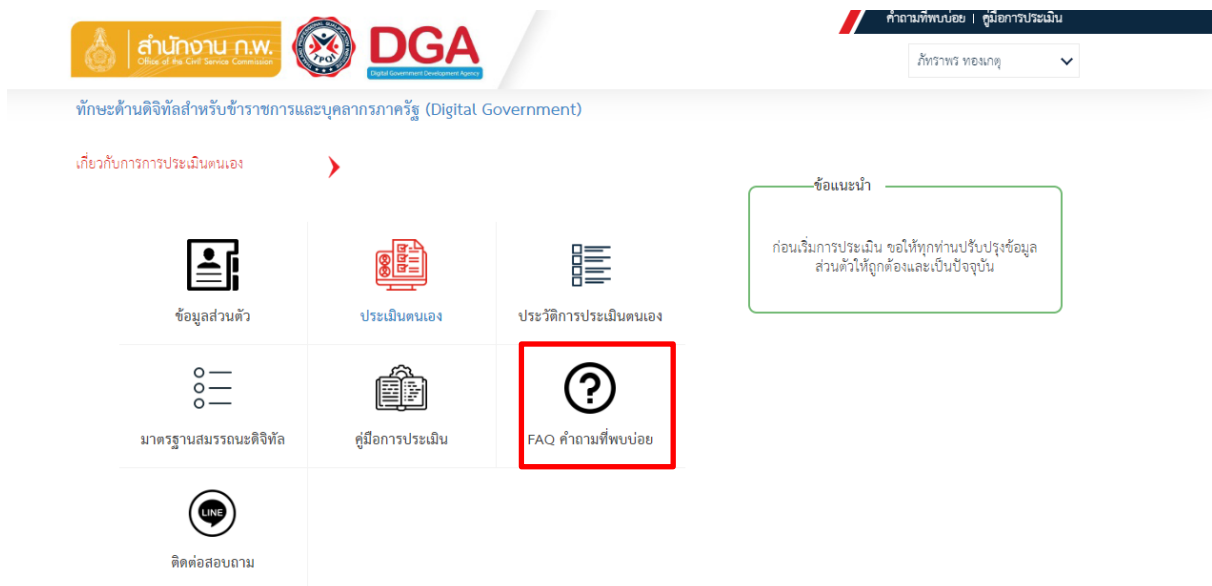 คำถามที่พบบ่อย | คู่มือการประเมิน
สำนักงาน ก.พ.
Office of the Civil Service Commission
TPQI
DGA
Digital Government Development Agency
ภัทราพร ทองเกตุ
ทักษะด้านดิจิทัลสำหรับข้าราชการและบุคลากรภาครัฐ (Digital Government)
เกี่ยวกับการการประเมินตนเอง
ข้อแนะนำ
ก่อนเริ่มการประเมิน ขอให้ทุกท่านปรับปรุงข้อมูล
ส่วนตัวให้ถูกต้องและเป็นปัจจุบัน
ข้อมูลส่วนตัว
ประเมินตนเอง
ประวัติการประเมินตนเอง
มาตรฐานสมรรถนะดิจิทัล
คู่มือการประเมิน
FAQ คำถามที่พบบ่อย
LINE
ติดต่อสอบถาม